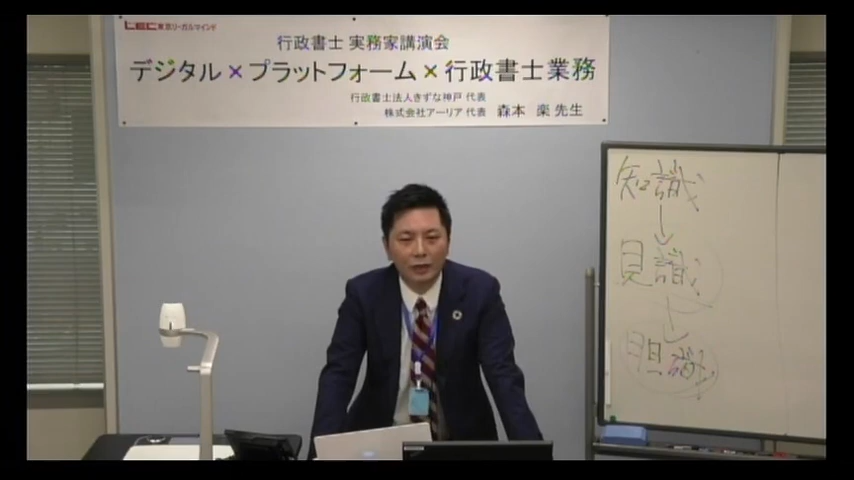 LEC東京リーガルマインド
行政書士 実務家講演会
デジタル×プラットフォーム×行政書士業務
行政書士法人きずな神戸 代表
株式会社アーリア 代表 森本 楽 先生
知識
↓
見識
↓
胆識